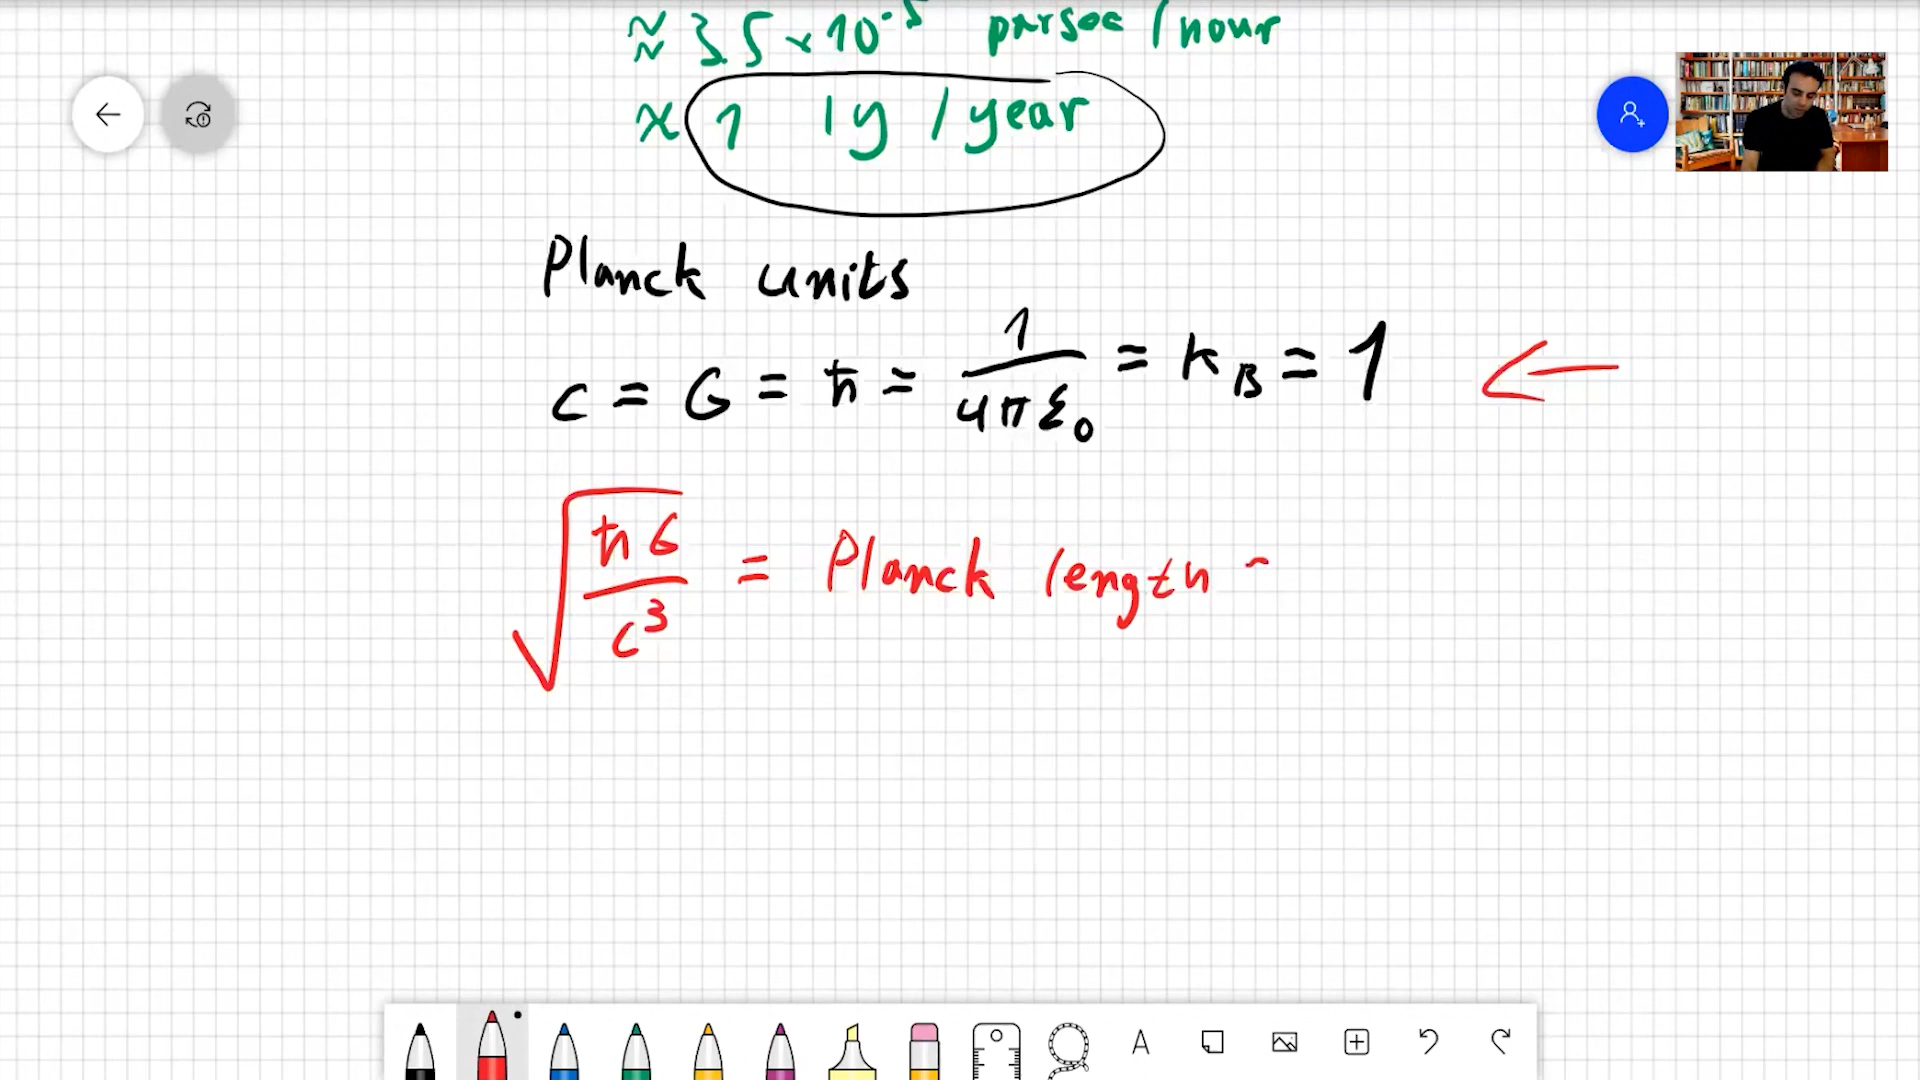 ≈ 3.5 × 10⁻⁵ parsec / hour
≈ 1 ly / year
Planck units
c = G = ħ = 1/(4πε₀) = k_B = 1 ←
√(ħG/c³) = Planck length -
A